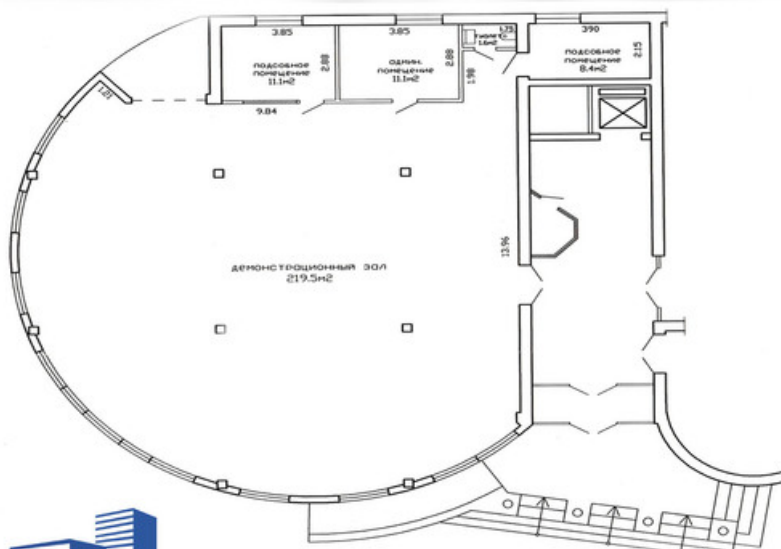 3.85
подсобное
помещение
11.1м2
2.88
3.85
админ.
помещение
11.1м2
2.88
1.75
туалет
1.6м2
1.98
390
подсобное
помещение
8.4м2
2.15
1.21
9.84
13.96
демонстрационный зал
219.5м2